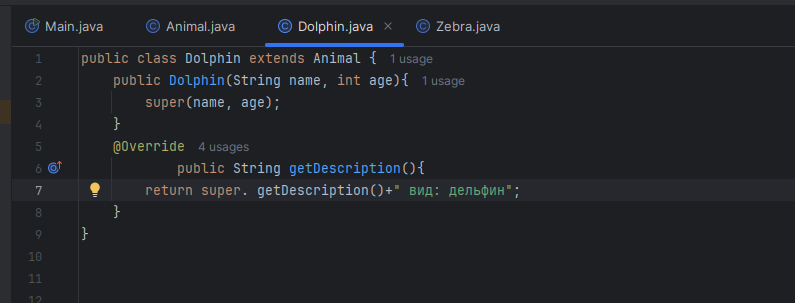 Main.java Animal.java Dolphin.java × Zebra.java
1 public class Dolphin extends Animal { 1 usage
2 public Dolphin(String name, int age){ 1 usage
3 super(name, age);
4 }
5 @Override 4 usages
6 public String getDescription(){
7 return super. getDescription()+" вид: дельфин";
8 }
9 }
10
11
12